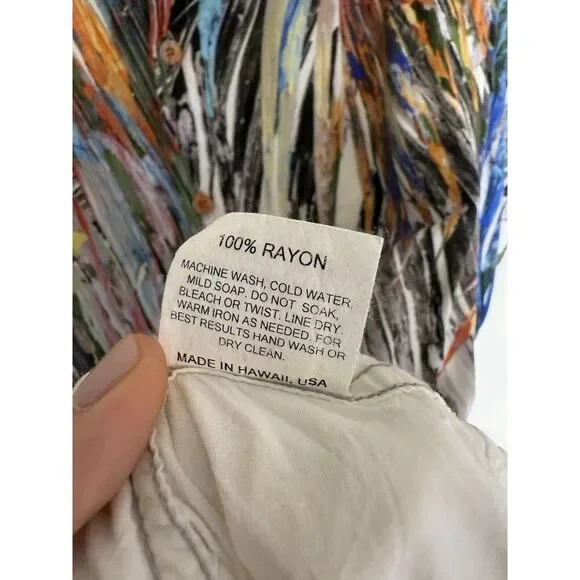 100% RAYON
MACHINE WASH, COLD WATER,
MILD SOAP. DO NOT SOAK,
BLEACH OR TWIST. LINE DRY.
WARM IRON AS NEEDED. FOR
BEST RESULTS HAND WASH OR
DRY CLEAN.
MADE IN HAWAII, USA